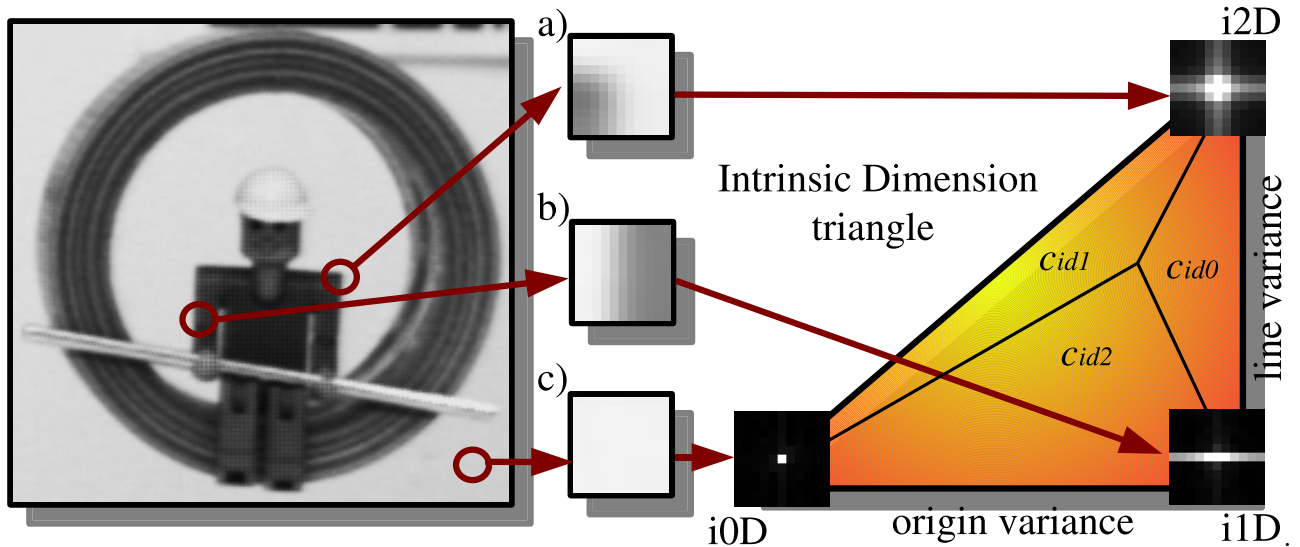 a)
i2D
Intrinsic Dimension
triangle
b)
cid1
cid0
line variance
cid2
c)
i0D
origin variance
i1D.